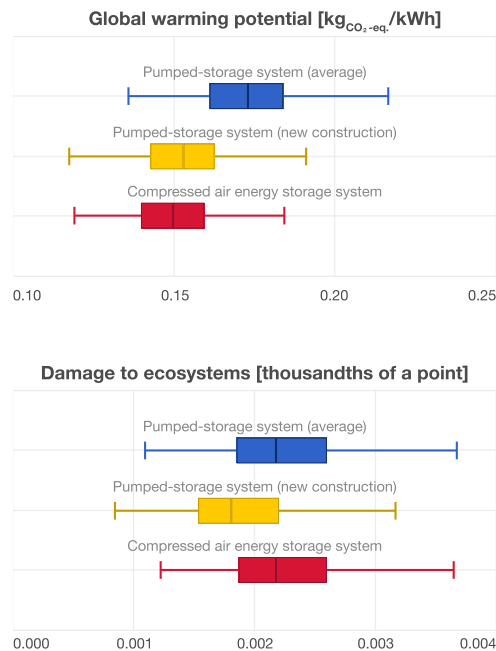 Global warming potential [kgCO₂-eq./kWh]
Pumped-storage system (average)
Pumped-storage system (new construction)
Compressed air energy storage system
0.10 0.15 0.20 0.25
Damage to ecosystems [thousandths of a point]
Pumped-storage system (average)
Pumped-storage system (new construction)
Compressed air energy storage system
0.000 0.001 0.002 0.003 0.004